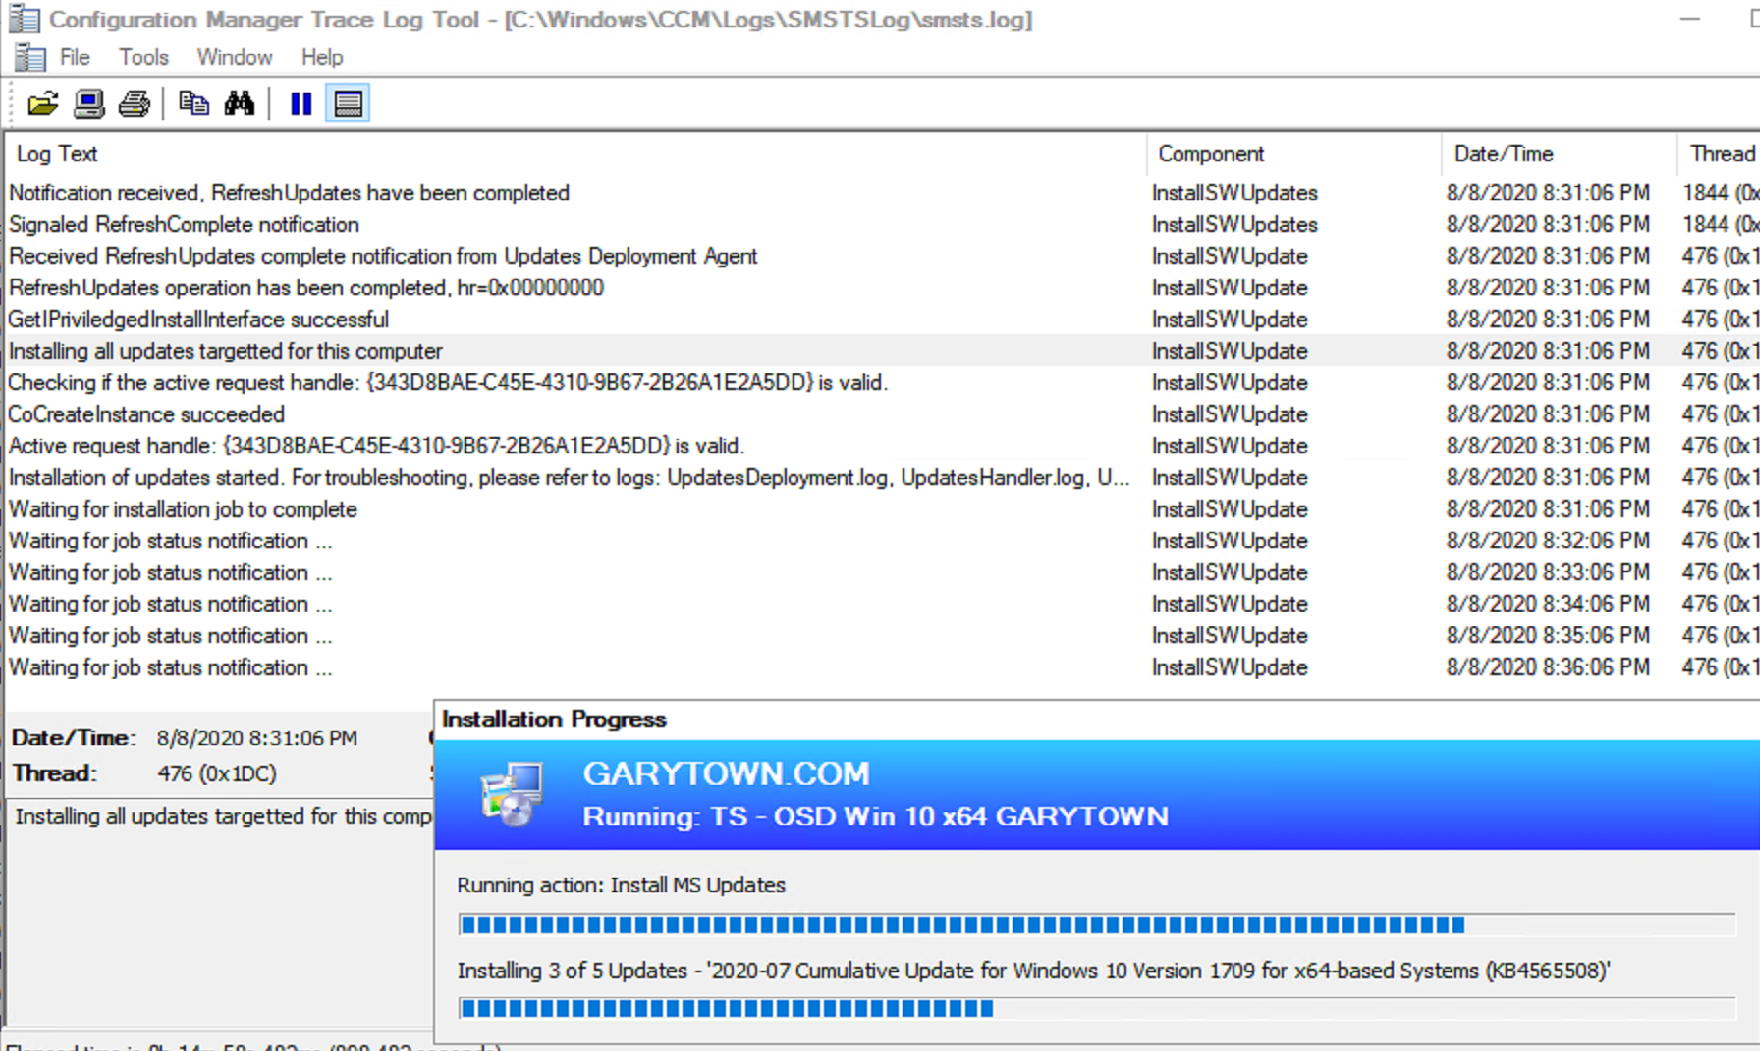 Configuration Manager Trace Log Tool - [C:\Windows\CCM\Logs\SMSTSLog\smsts.log]
File Tools Window Help
Log Text Component Date/Time Thread
Notification received, RefreshUpdates have been completed InstallSWUpdates 8/8/2020 8:31:06 PM 1844 (0x
Signaled RefreshComplete notification InstallSWUpdates 8/8/2020 8:31:06 PM 1844 (0x
Received RefreshUpdates complete notification from Updates Deployment Agent InstallSWUpdate 8/8/2020 8:31:06 PM 476 (0x1
RefreshUpdates operation has been completed, hr=0x00000000 InstallSWUpdate 8/8/2020 8:31:06 PM 476 (0x1
GetIPriviledgedInstallInterface successful InstallSWUpdate 8/8/2020 8:31:06 PM 476 (0x1
Installing all updates targetted for this computer InstallSWUpdate 8/8/2020 8:31:06 PM 476 (0x1
Checking if the active request handle: {343D8BAE-C45E-4310-9B67-2B26A1E2A5DD} is valid. InstallSWUpdate 8/8/2020 8:31:06 PM 476 (0x1
CoCreateInstance succeeded InstallSWUpdate 8/8/2020 8:31:06 PM 476 (0x1
Active request handle: {343D8BAE-C45E-4310-9B67-2B26A1E2A5DD} is valid. InstallSWUpdate 8/8/2020 8:31:06 PM 476 (0x1
Installation of updates started. For troubleshooting, please refer to logs: UpdatesDeployment.log, UpdatesHandler.log, U... InstallSWUpdate 8/8/2020 8:31:06 PM 476 (0x1
Waiting for installation job to complete InstallSWUpdate 8/8/2020 8:31:06 PM 476 (0x1
Waiting for job status notification ... InstallSWUpdate 8/8/2020 8:32:06 PM 476 (0x1
Waiting for job status notification ... InstallSWUpdate 8/8/2020 8:33:06 PM 476 (0x1
Waiting for job status notification ... InstallSWUpdate 8/8/2020 8:34:06 PM 476 (0x1
Waiting for job status notification ... InstallSWUpdate 8/8/2020 8:35:06 PM 476 (0x1
Waiting for job status notification ... InstallSWUpdate 8/8/2020 8:36:06 PM 476 (0x1
Date/Time: 8/8/2020 8:31:06 PM
Thread: 476 (0x1DC)
Installing all updates targetted for this comp
Installation Progress
GARYTOWN.COM
Running: TS - OSD Win 10 x64 GARYTOWN
Running action: Install MS Updates
Installing 3 of 5 Updates - '2020-07 Cumulative Update for Windows 10 Version 1709 for x64-based Systems (KB4565508)'
Elapsed time is 0h 14m 58s